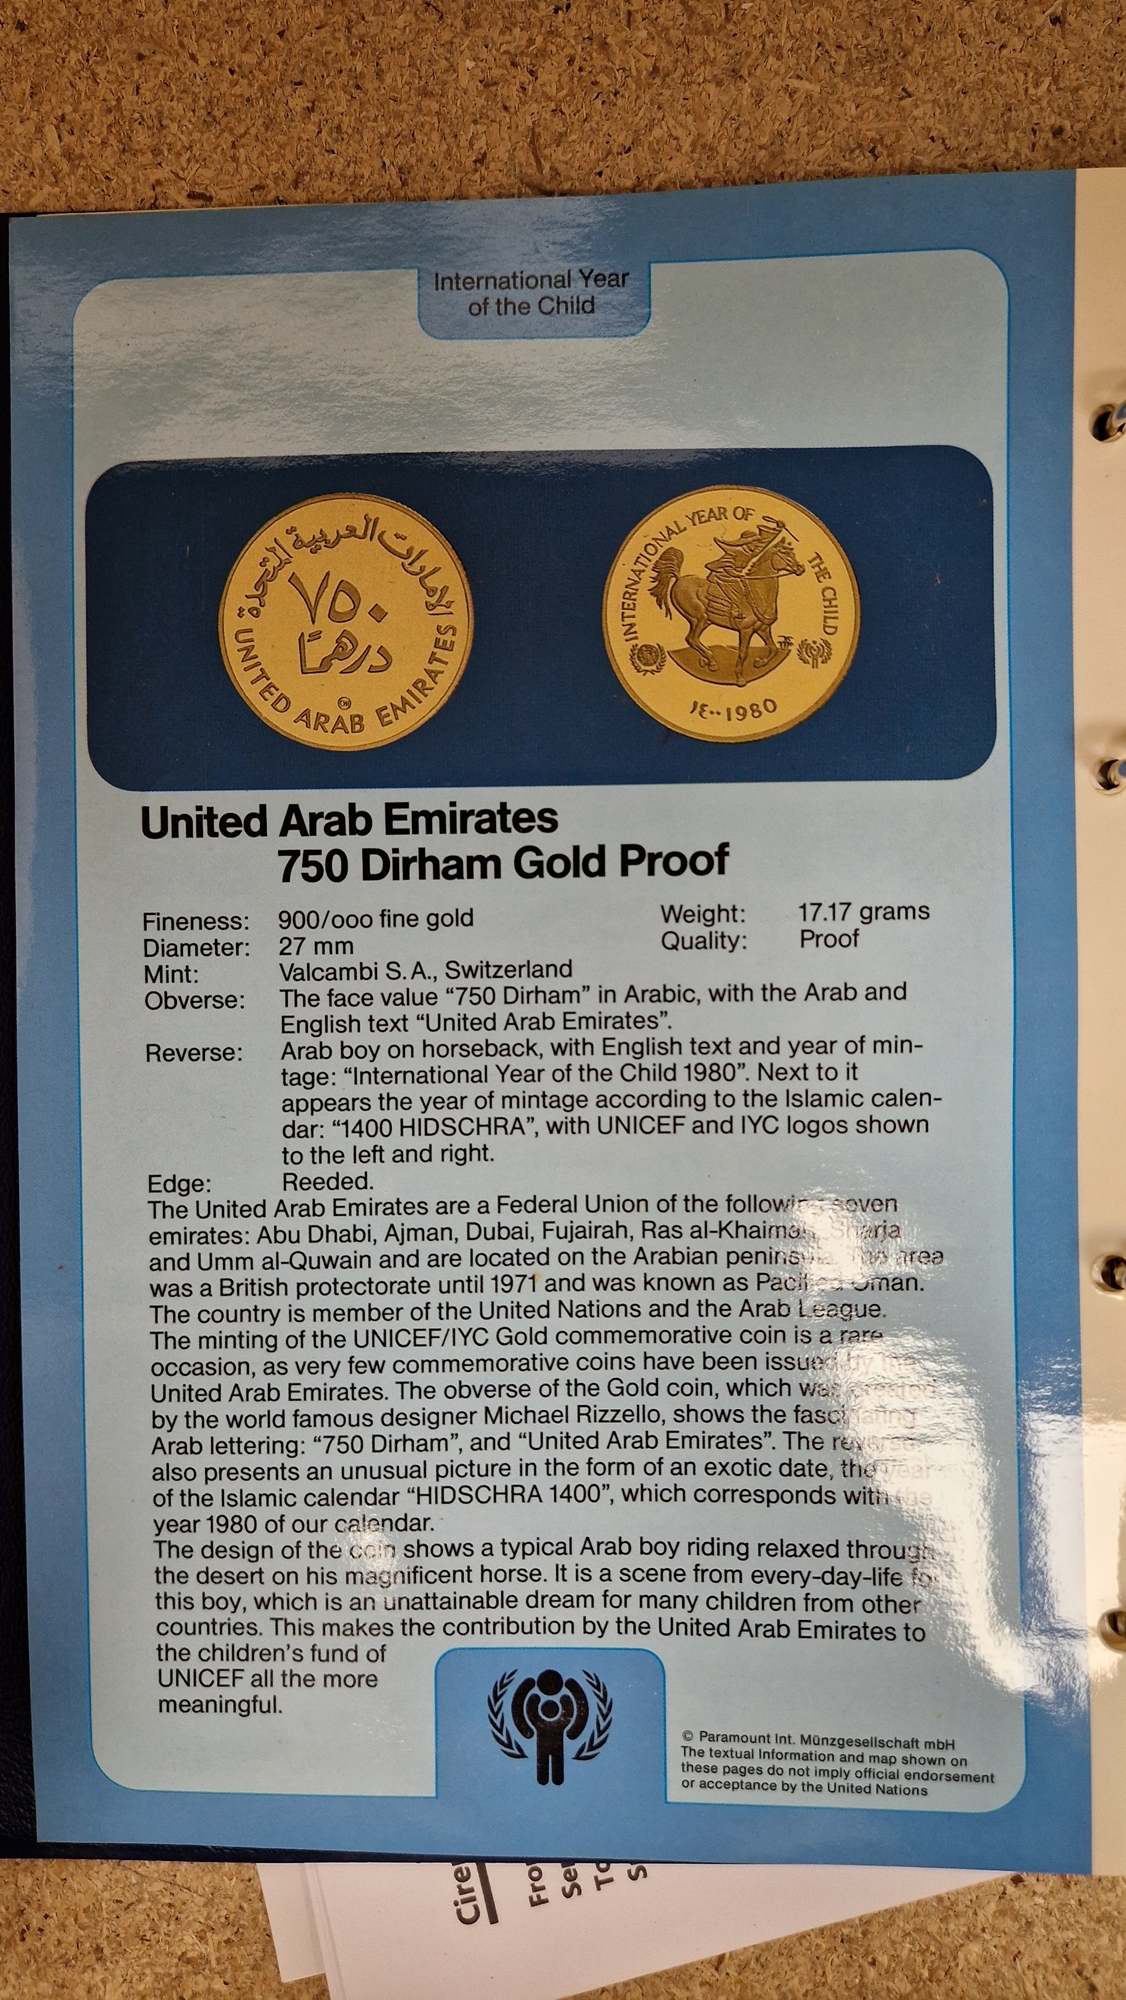 International Year
of the Child
الإمارات العربية المتحدة
٧٥٠
درهمًا
UNITED ARAB EMIRATES
INTERNATIONAL YEAR OF THE CHILD
١٤٠٠ 1980
United Arab Emirates
750 Dirham Gold Proof
Fineness: 900/ooo fine gold Weight: 17.17 grams
Diameter: 27 mm Quality: Proof
Mint: Valcambi S.A., Switzerland
Obverse: The face value “750 Dirham” in Arabic, with the Arab and
English text “United Arab Emirates”.
Reverse: Arab boy on horseback, with English text and year of min-
tage: “International Year of the Child 1980”. Next to it
appears the year of mintage according to the Islamic calen-
dar: “1400 HIDSCHRA”, with UNICEF and IYC logos shown
to the left and right.
Edge: Reeded.
The United Arab Emirates are a Federal Union of the following seven
emirates: Abu Dhabi, Ajman, Dubai, Fujairah, Ras al-Khaimah, Sharja
and Umm al-Quwain and are located on the Arabian peninsula. The area
was a British protectorate until 1971 and was known as Pacified Oman.
The country is member of the United Nations and the Arab League.
The minting of the UNICEF/IYC Gold commemorative coin is a rare
occasion, as very few commemorative coins have been issued by the
United Arab Emirates. The obverse of the Gold coin, which was created
by the world famous designer Michael Rizzello, shows the fascinating
Arab lettering: “750 Dirham”, and “United Arab Emirates”. The reverse
also presents an unusual picture in the form of an exotic date, the year
of the Islamic calendar “HIDSCHRA 1400”, which corresponds with the
year 1980 of our calendar.
The design of the coin shows a typical Arab boy riding relaxed through
the desert on his magnificent horse. It is a scene from every-day-life for
this boy, which is an unattainable dream for many children from other
countries. This makes the contribution by the United Arab Emirates to
the children’s fund of
UNICEF all the more
meaningful.
© Paramount Int. Münzgesellschaft mbH
The textual Information and map shown on
these pages do not imply official endorsement
or acceptance by the United Nations